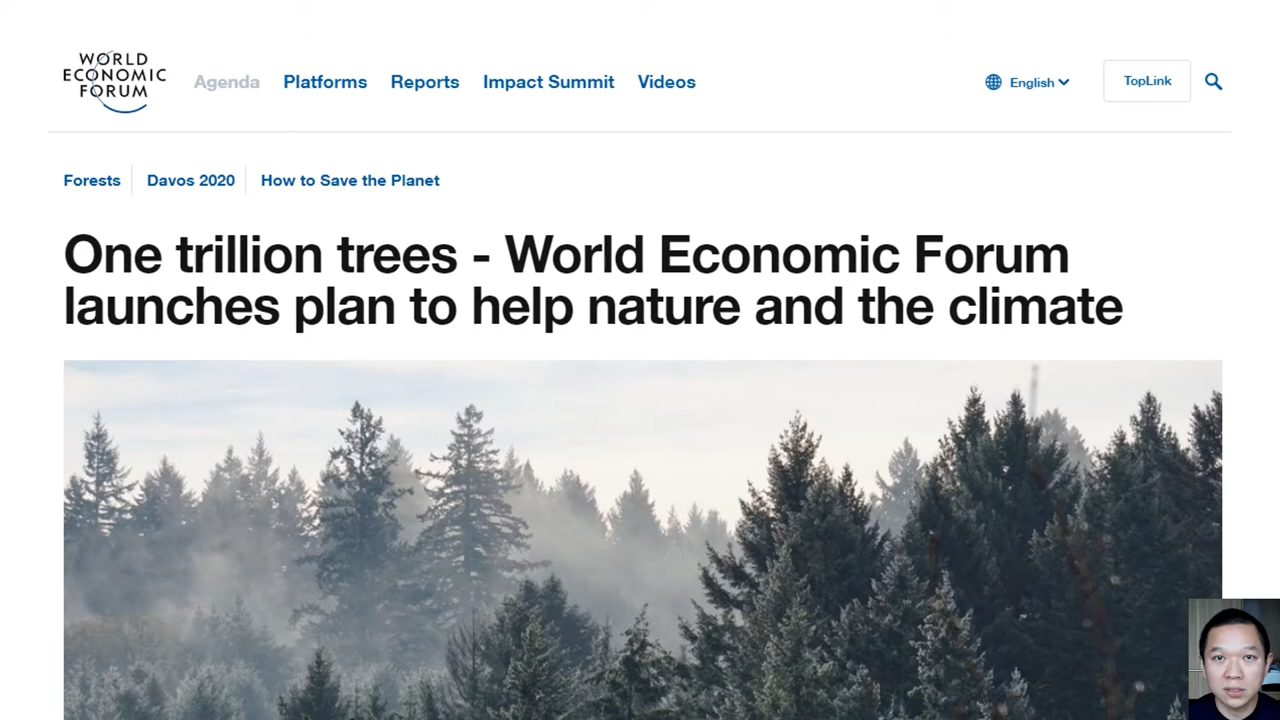 WORLD
ECONOMIC
FORUM
Agenda Platforms Reports Impact Summit Videos English TopLink
Forests Davos 2020 How to Save the Planet
One trillion trees - World Economic Forum
launches plan to help nature and the climate